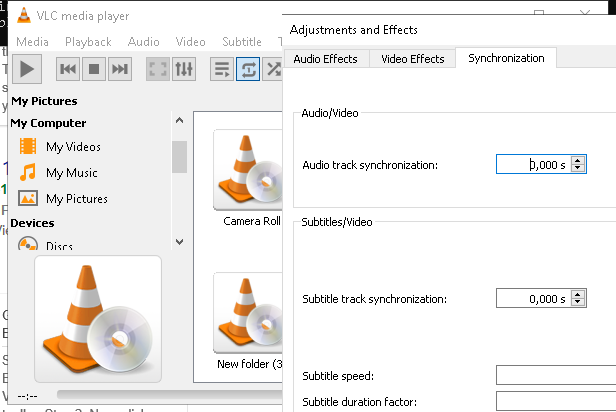 VLC media player
Media Playback Audio Video Subtitle T
My Pictures
My Computer
My Videos
My Music
My Pictures
Devices
Discs
Camera Roll
New folder (3
--:--
Adjustments and Effects
Audio Effects Video Effects Synchronization
Audio/Video
Audio track synchronization: 0,000 s
Subtitles/Video
Subtitle track synchronization: 0,000 s
Subtitle speed:
Subtitle duration factor: